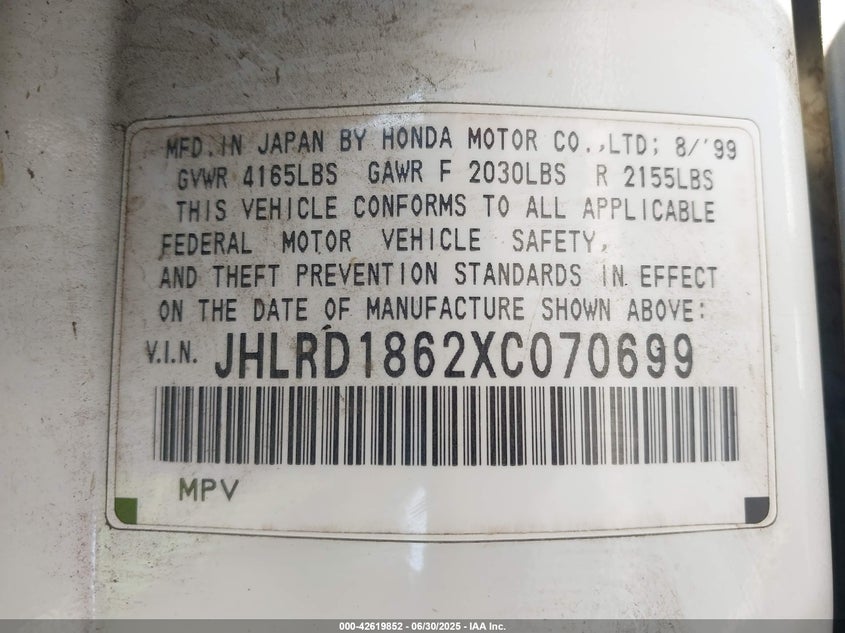 MFD. IN JAPAN BY HONDA MOTOR CO.,LTD; 8/'99
GVWR 4165LBS GAWR F 2030LBS R 2155LBS
THIS VEHICLE CONFORMS TO ALL APPLICABLE
FEDERAL MOTOR VEHICLE SAFETY,
AND THEFT PREVENTION STANDARDS IN EFFECT
ON THE DATE OF MANUFACTURE SHOWN ABOVE:
V.I.N. JHLRD1862XC070699
MPV
000-42619852 - 06/30/2025 - IAA Inc.